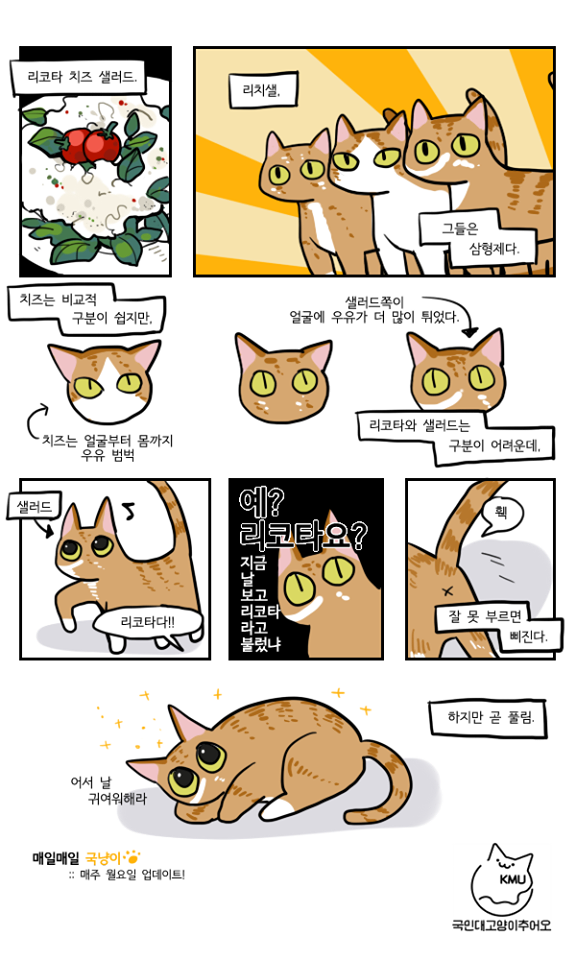 리코타 치즈 샐러드.
리치샐,
그들은
삼형제다.
치즈는 비교적
구분이 쉽지만,
치즈는 얼굴부터 몸까지
우유 범벅
샐러드쪽이
얼굴에 우유가 더 많이 튀었다.
리코타와 샐러드는
구분이 어려운데,
샐러드
리코타다!!
예?
리코타요?
지금
날
보고
리코타
라고
불렀냐
휙
잘 못 부르면
삐진다.
하지만 곧 풀림.
어서 날
귀여워해라
매일매일 국냥이
:: 매주 월요일 업데이트!
KMU
국민대고양이추어오